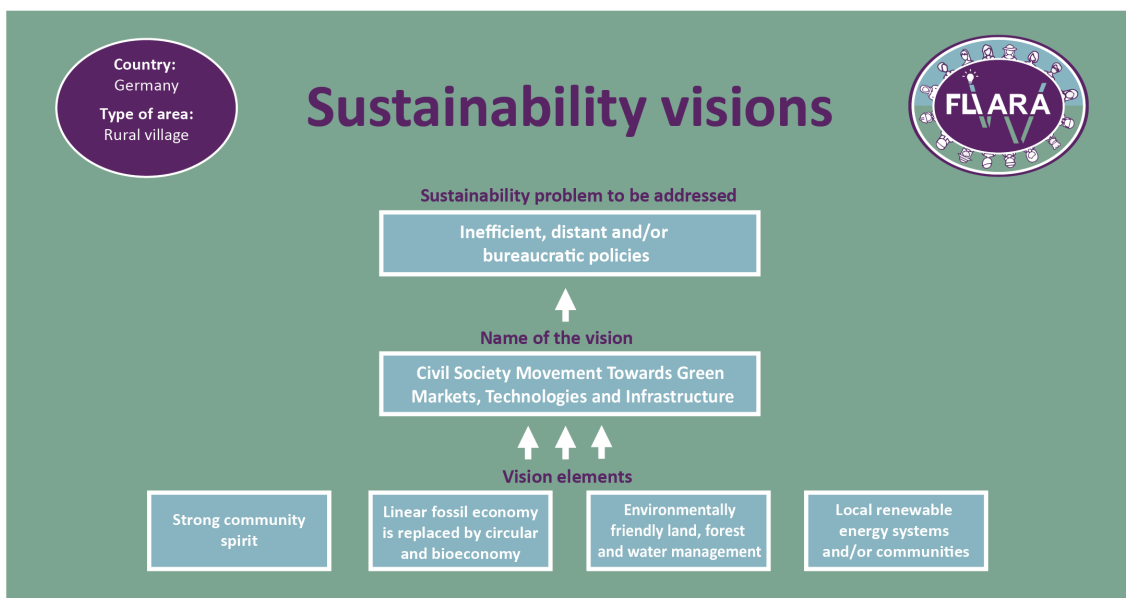 Country:
Germany
Type of area:
Rural village
Sustainability visions
FLIARA
Sustainability problem to be addressed
Inefficient, distant and/or
bureaucratic policies
Name of the vision
Civil Society Movement Towards Green
Markets, Technologies and Infrastructure
Vision elements
Strong community
spirit
Linear fossil economy
is replaced by circular
and bioeconomy
Environmentally
friendly land, forest
and water management
Local renewable
energy systems
and/or communities